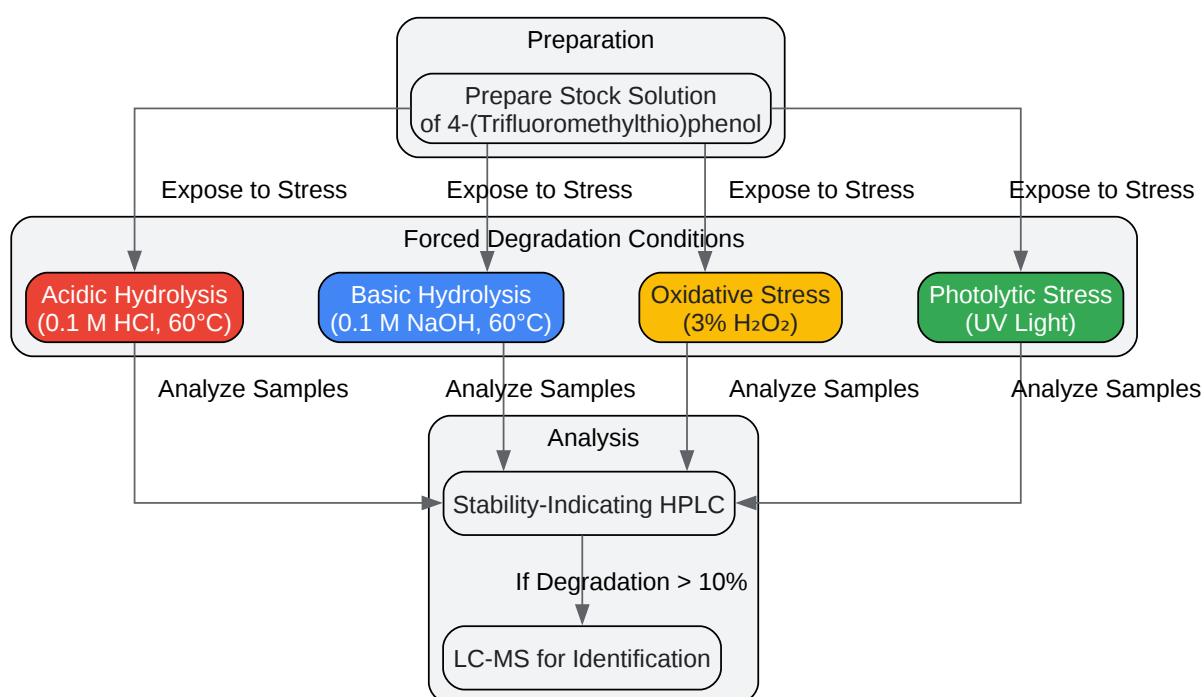 Preparation
Prepare Stock Solution
of 4-(Trifluoromethylthio)phenol
Expose to Stress
Expose to Stress
Expose to Stress
Expose to Stress
Forced Degradation Conditions
Acidic Hydrolysis
(0.1 M HCl, 60°C)
Basic Hydrolysis
(0.1 M NaOH, 60°C)
Oxidative Stress
(3% H₂O₂)
Photolytic Stress
(UV Light)
Analyze Samples
Analyze Samples
Analyze Samples
Analyze Samples
Analysis
Stability-Indicating HPLC
If Degradation > 10%
LC-MS for Identification